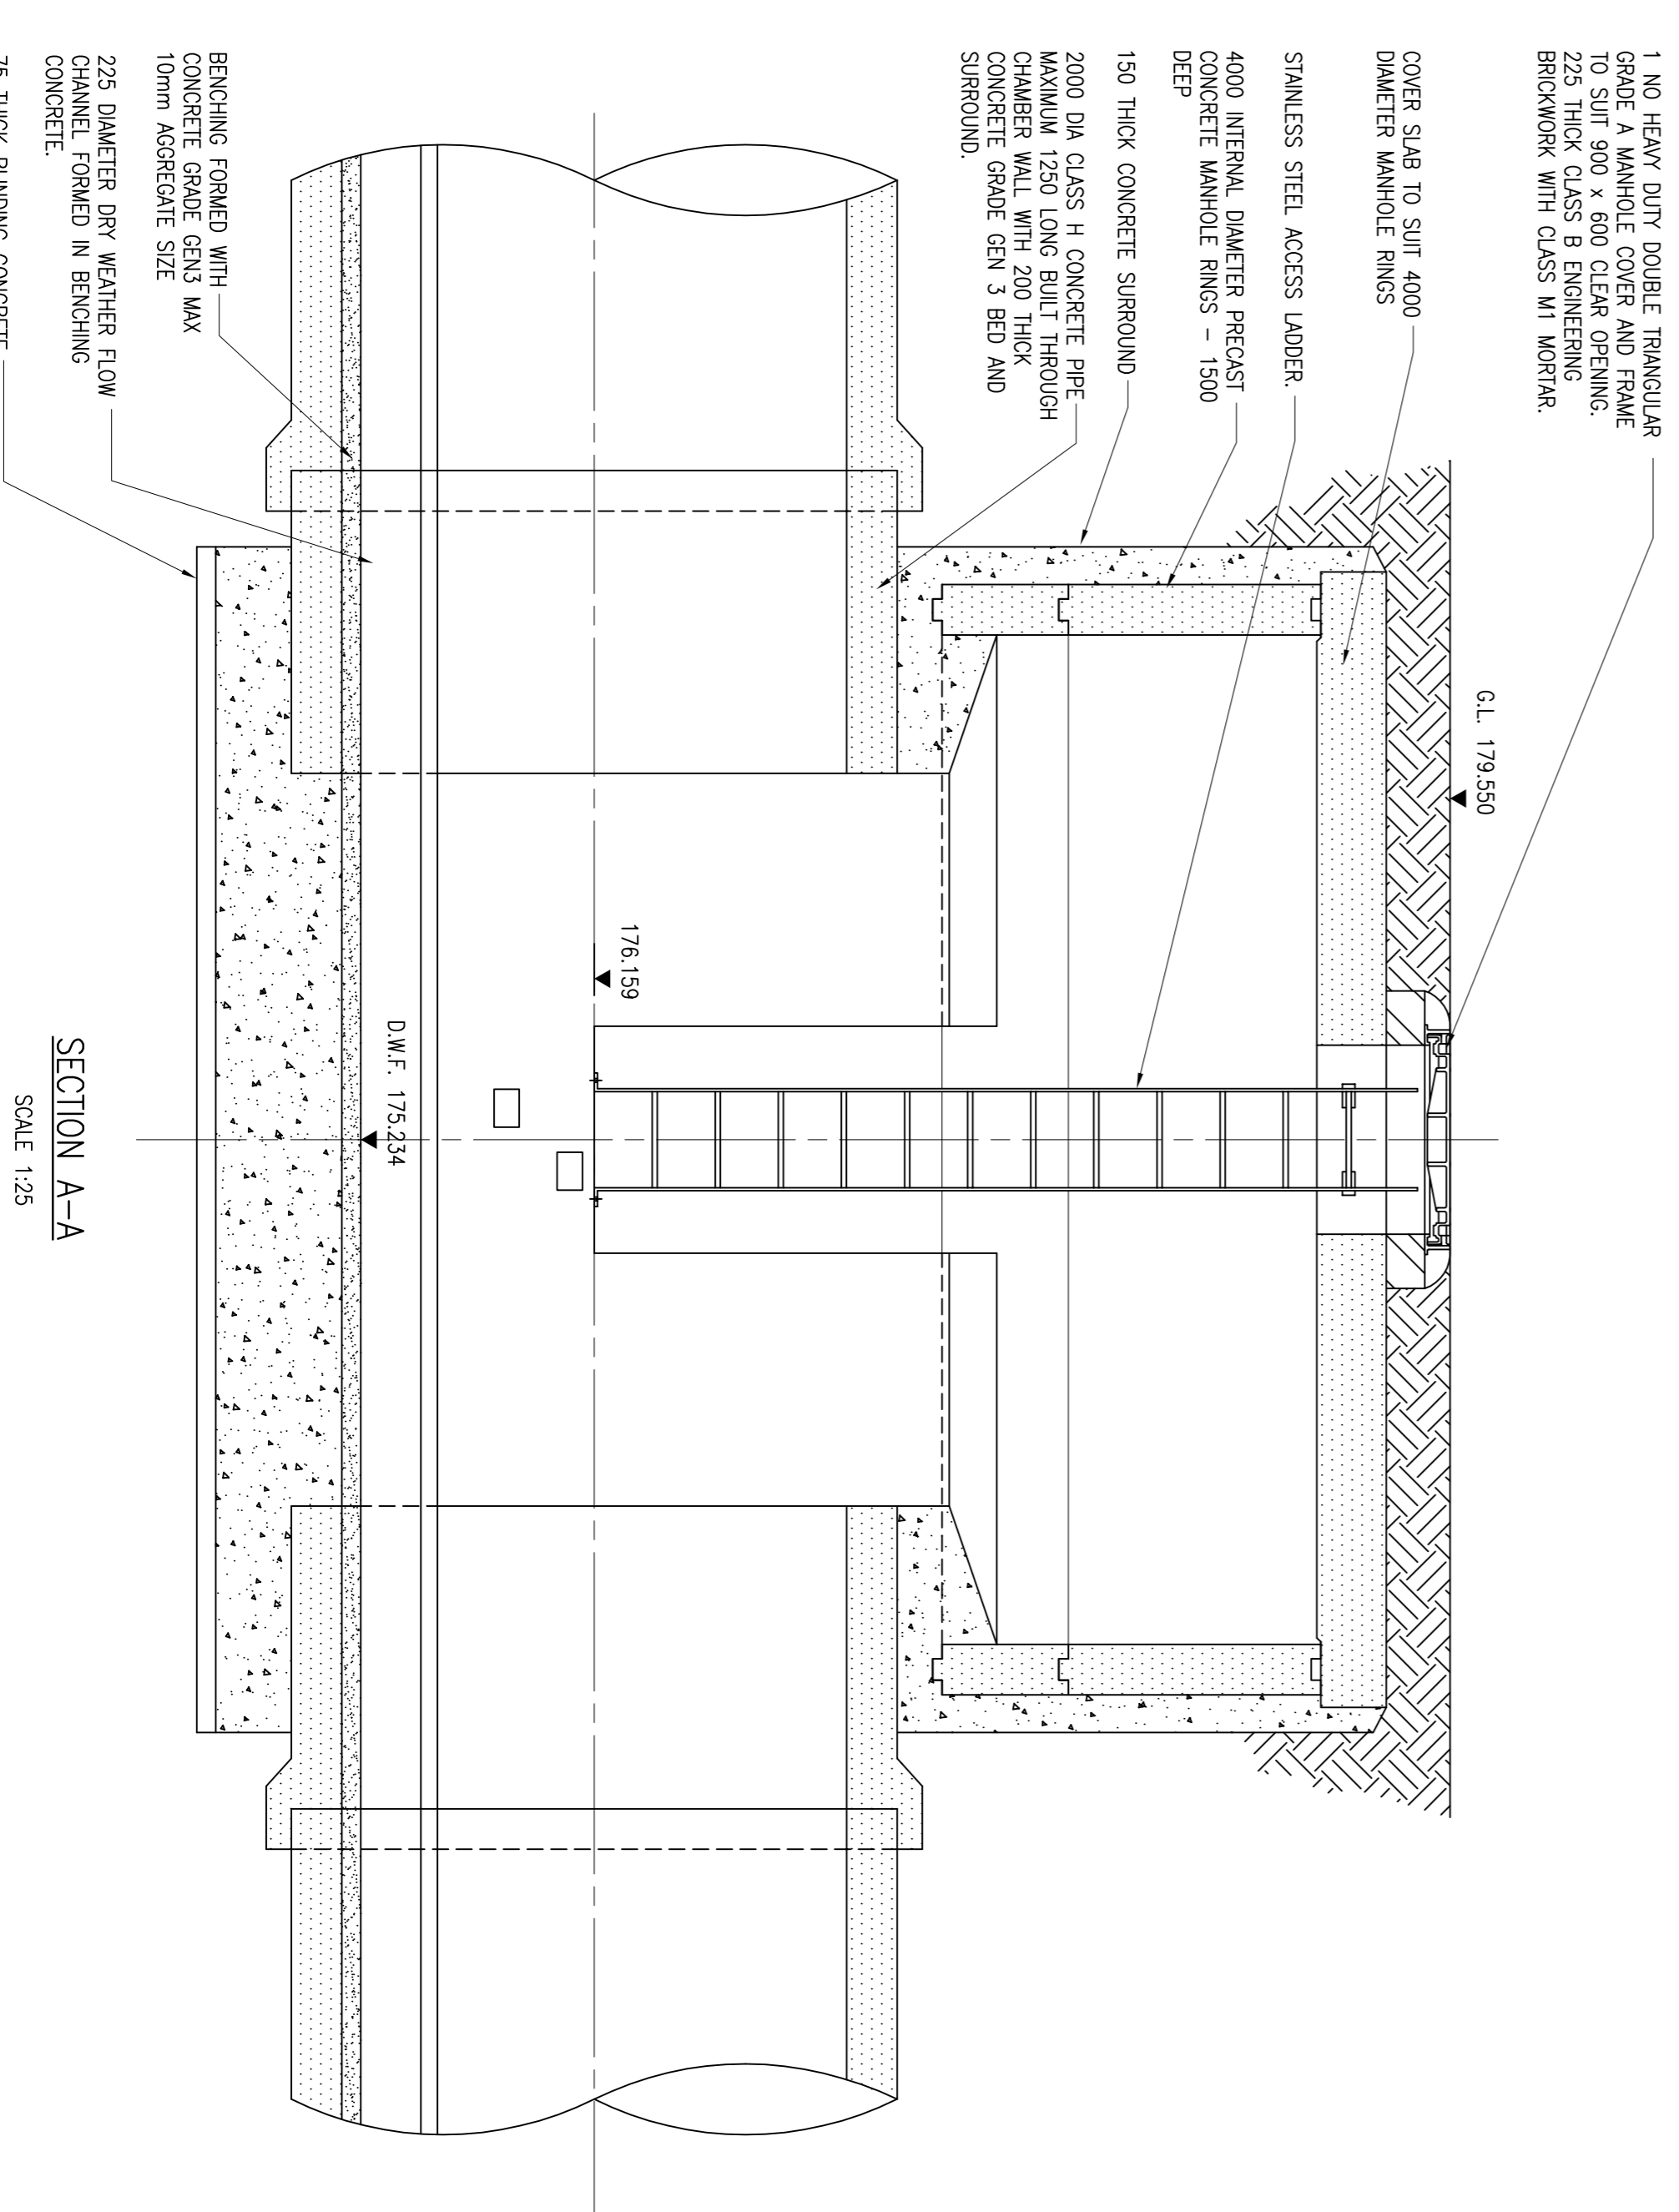 1 NO HEAVY DUTY DOUBLE TRIANGULAR
GRADE A MANHOLE COVER AND FRAME
TO SUIT 900 x 600 CLEAR OPENING.
225 THICK CLASS B ENGINEERING
BRICKWORK WITH CLASS M1 MORTAR.
G.L. 179.550
COVER SLAB TO SUIT 4000
DIAMETER MANHOLE RINGS
STAINLESS STEEL ACCESS LADDER.
4000 INTERNAL DIAMETER PRECAST
CONCRETE MANHOLE RINGS - 1500
DEEP
150 THICK CONCRETE SURROUND
2000 DIA CLASS H CONCRETE PIPE
MAXIMUM 1250 LONG BUILT THROUGH
CHAMBER WALL WITH 200 THICK
CONCRETE GRADE GEN 3 BED AND
SURROUND.
176.159
D.W.F. 175.234
BENCHING FORMED WITH
CONCRETE GRADE GEN3 MAX
10mm AGGREGATE SIZE
225 DIAMETER DRY WEATHER FLOW
CHANNEL FORMED IN BENCHING
CONCRETE.
75 THICK BLINDING CONCRETE
SECTION A-A
SCALE 1:25